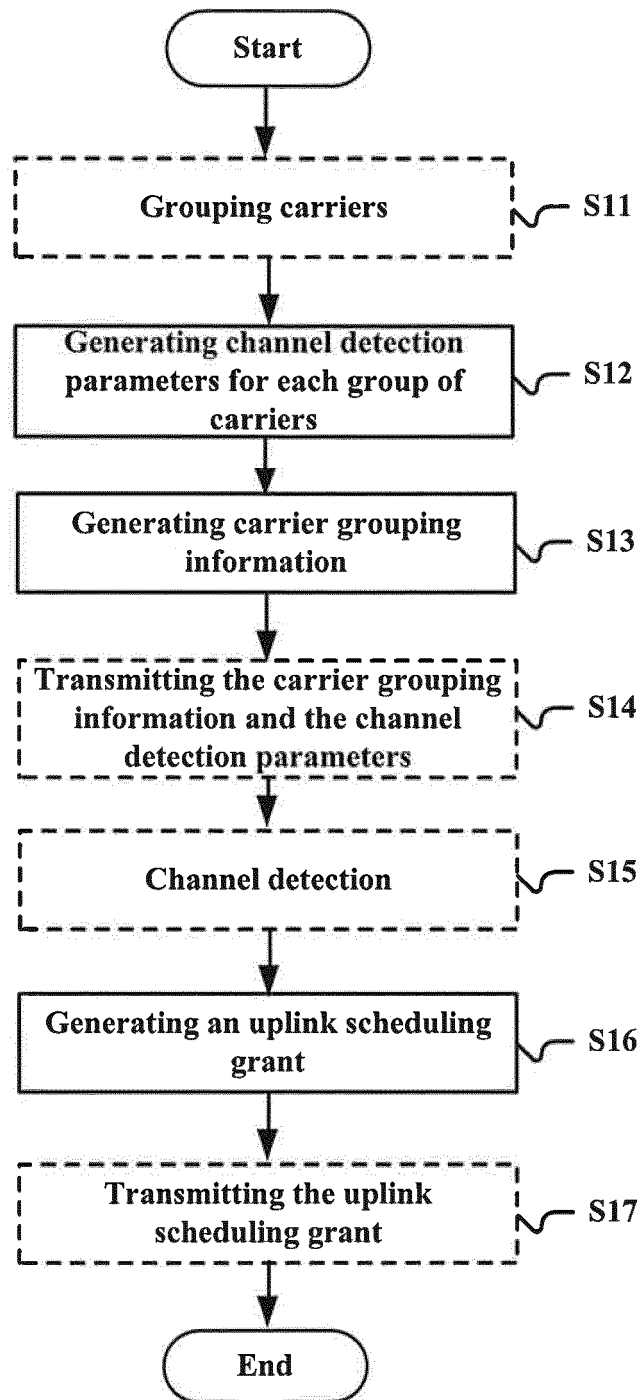 Start
Grouping carriers
S11
Generating channel detection
parameters for each group of
carriers
S12
Generating carrier grouping
information
S13
Transmitting the carrier grouping
information and the channel
detection parameters
S14
Channel detection
S15
Generating an uplink scheduling
grant
S16
Transmitting the uplink
scheduling grant
S17
End